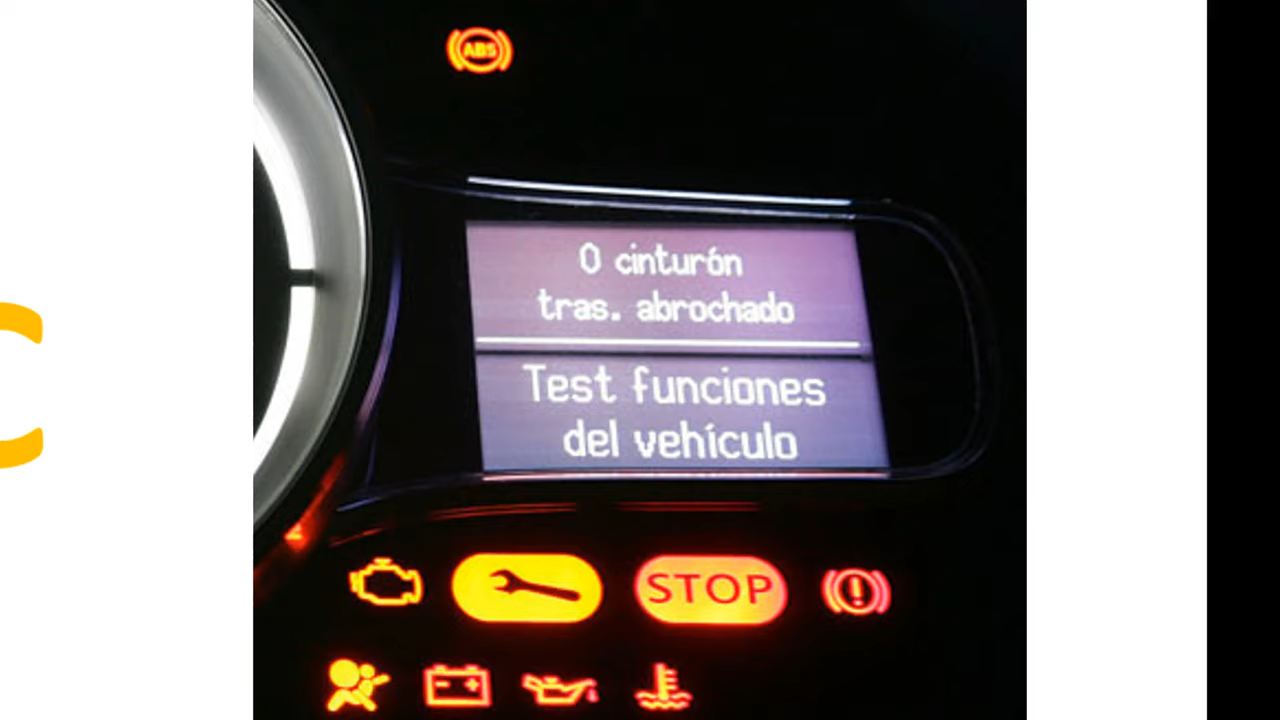 ABS
0 cinturón
tras. abrochado
Test funciones
del vehículo
STOP